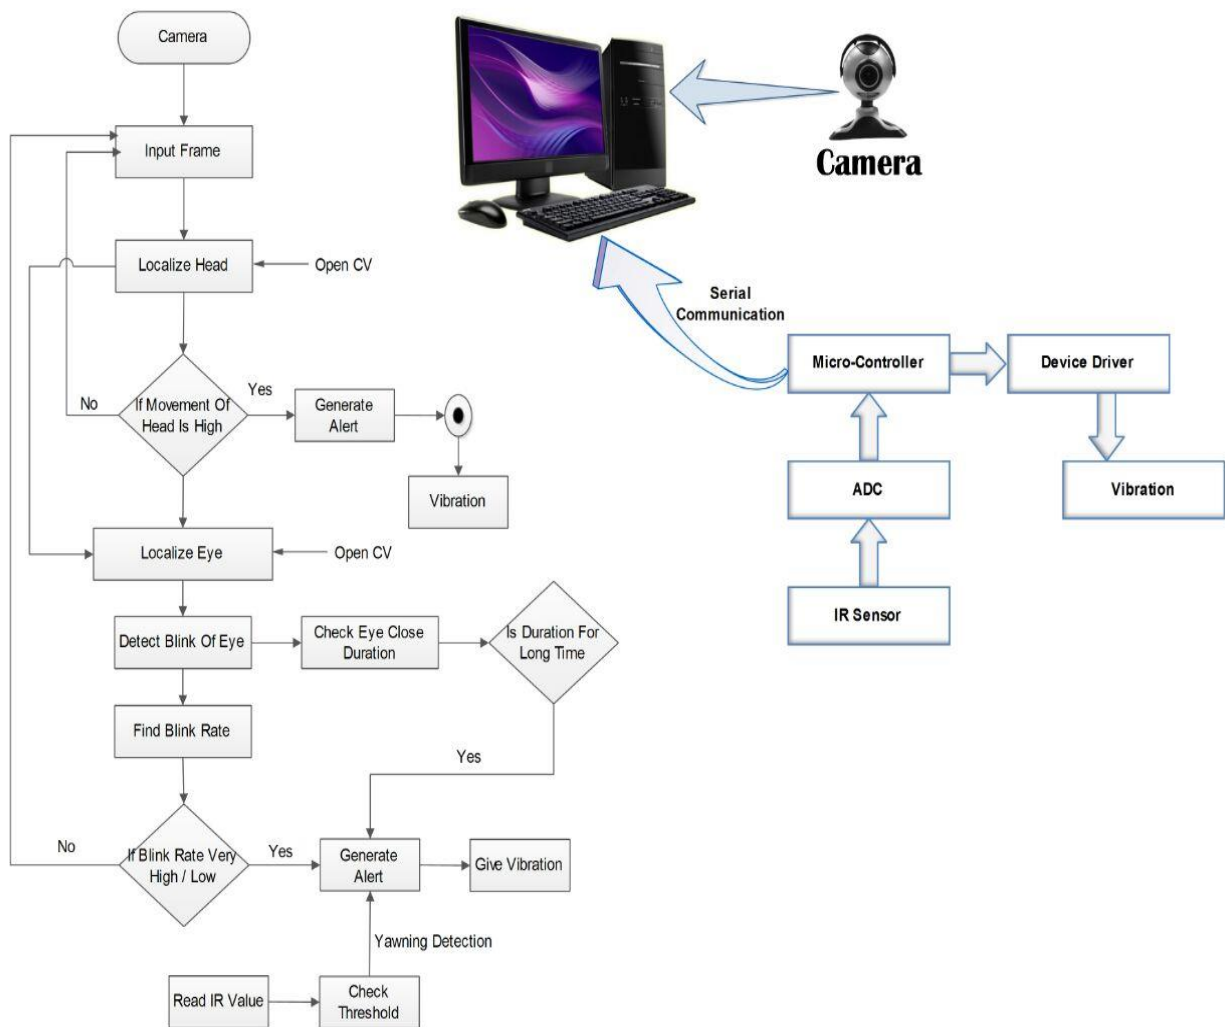 Camera
Input Frame
Localize Head
Open CV
If Movement Of
Head Is High
No
Yes
Generate
Alert
Vibration
Localize Eye
Open CV
Detect Blink Of Eye
Check Eye Close
Duration
Is Duration For
Long Time
Find Blink Rate
Yes
If Blink Rate Very
High / Low
No
Yes
Generate
Alert
Give Vibration
Yawning Detection
Read IR Value
Check
Threshold
Camera
Serial
Communication
Micro-Controller
Device Driver
ADC
Vibration
IR Sensor